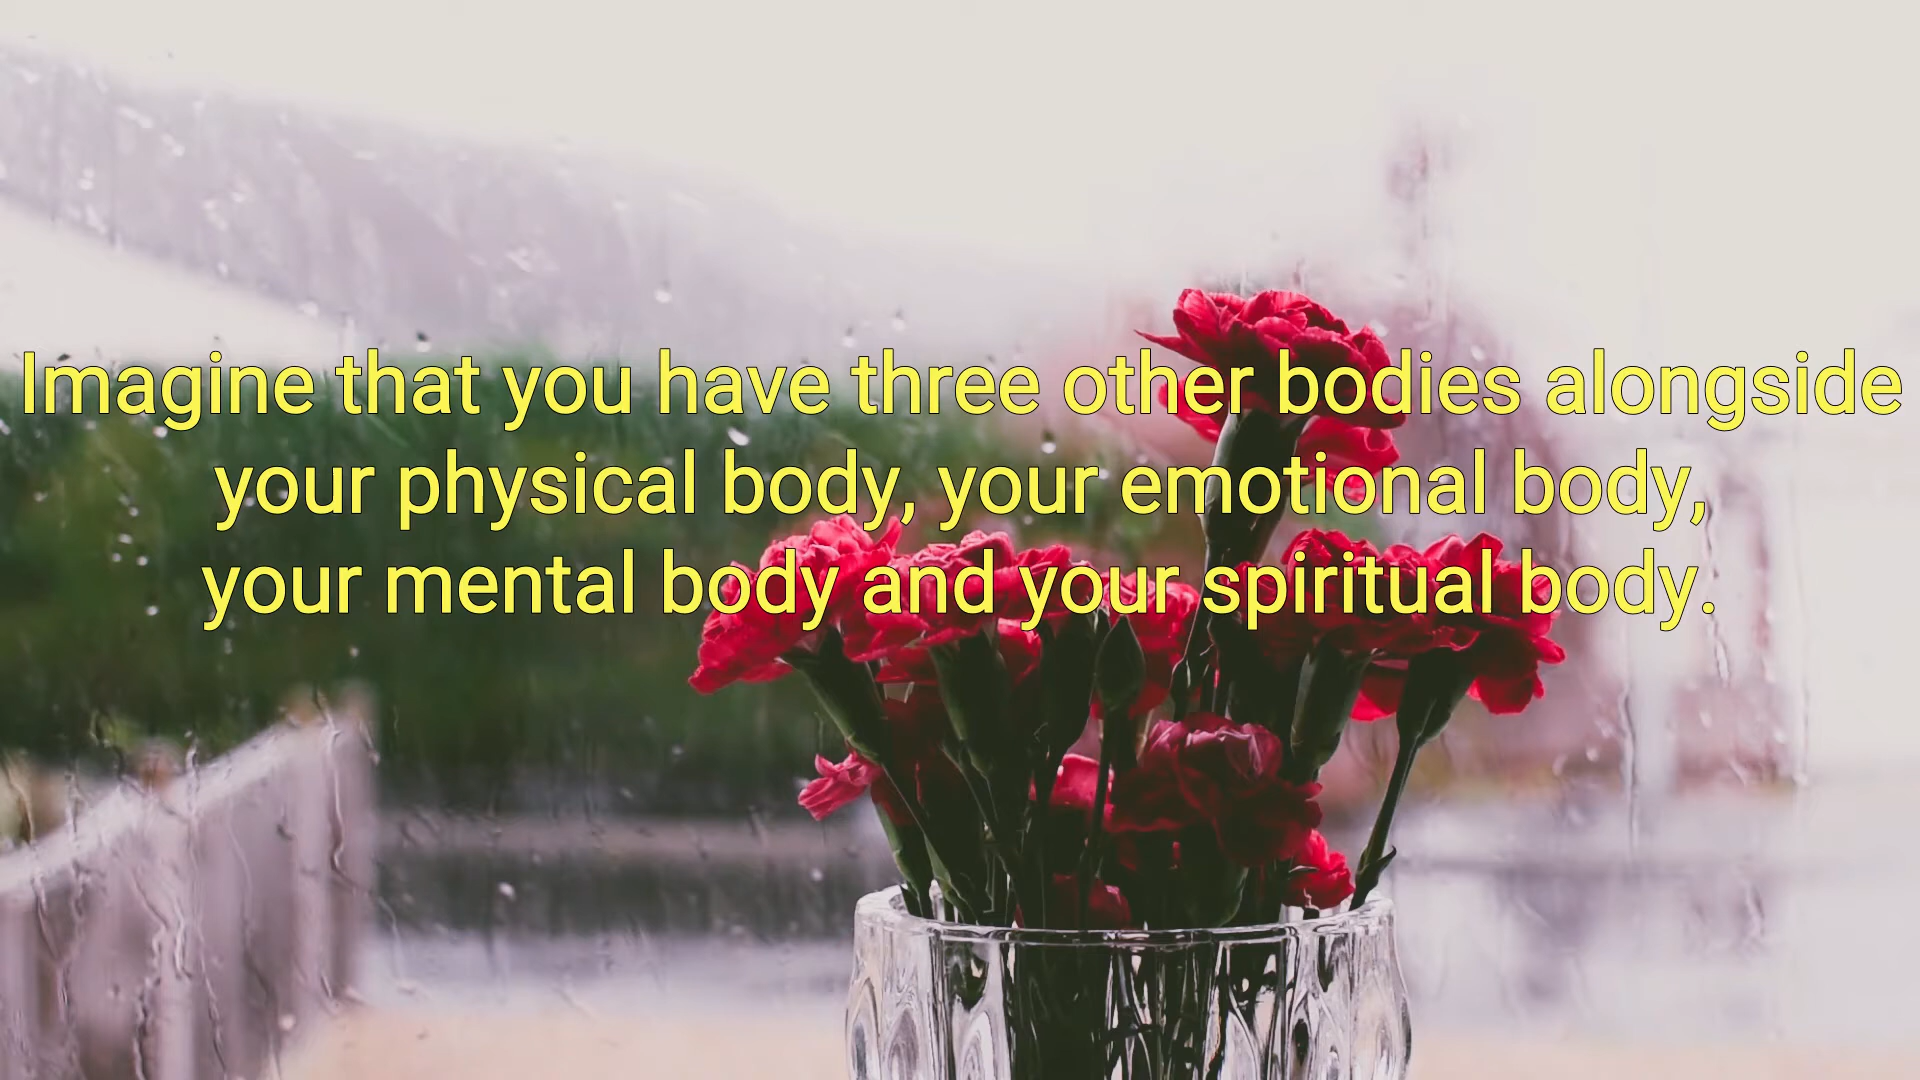 Imagine that you have three other bodies alongside
your physical body, your emotional body,
your mental body and your spiritual body.